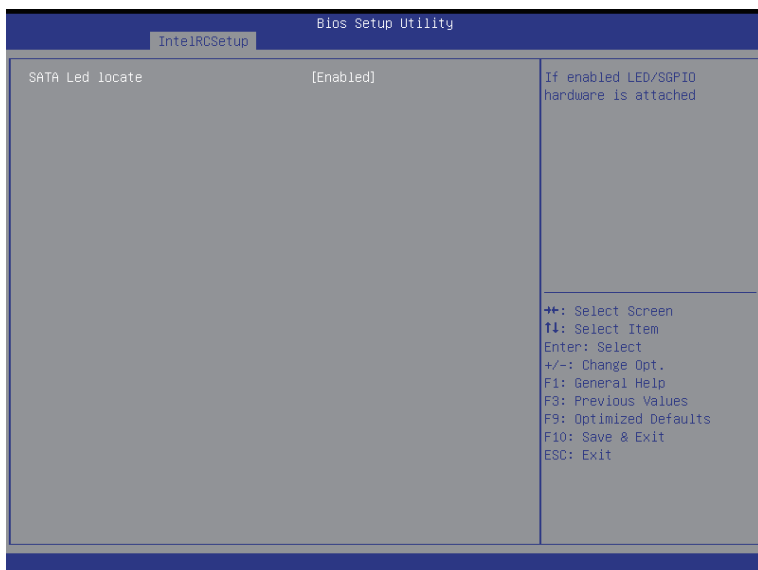 Bios Setup Utility
IntelRCSetup
SATA Led locate [Enabled]
If enabled LED/SGPIO
hardware is attached
→←: Select Screen
↑↓: Select Item
Enter: Select
+/-: Change Opt.
F1: General Help
F3: Previous Values
F9: Optimized Defaults
F10: Save & Exit
ESC: Exit